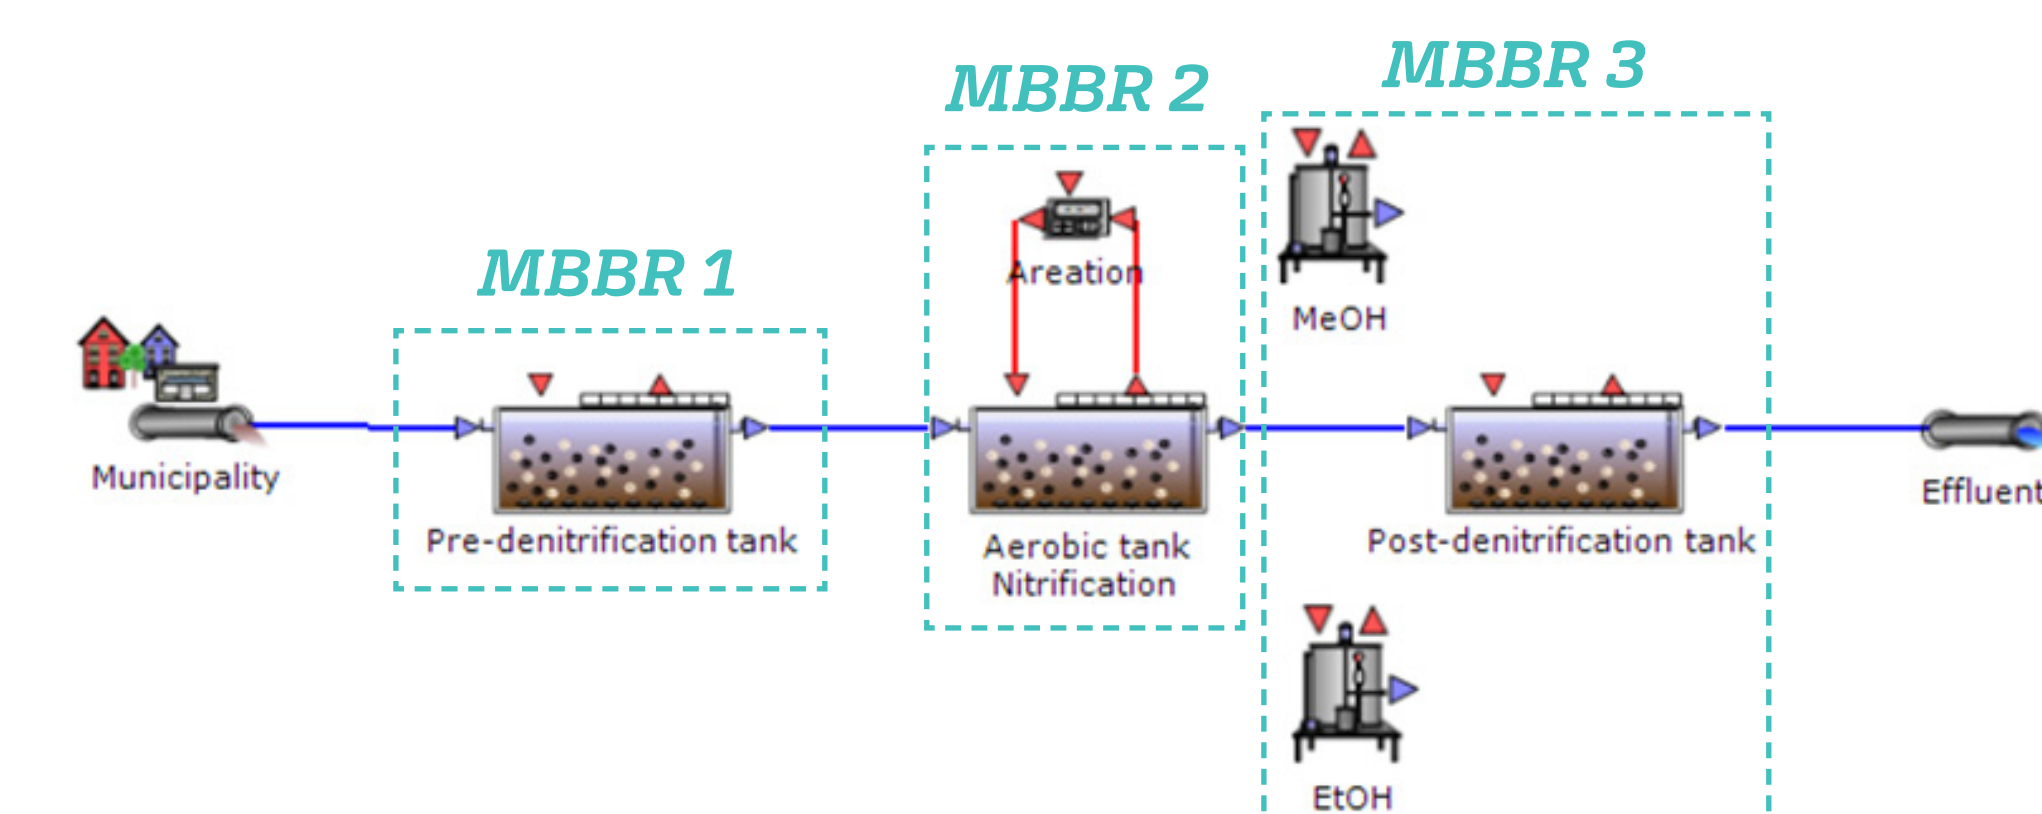 MBBR 1
MBBR 2
MBBR 3
Areation
MeOH
Municipality
Pre-denitrification tank
Aerobic tank
Nitrification
Post-denitrification tank
Effluent
EtOH